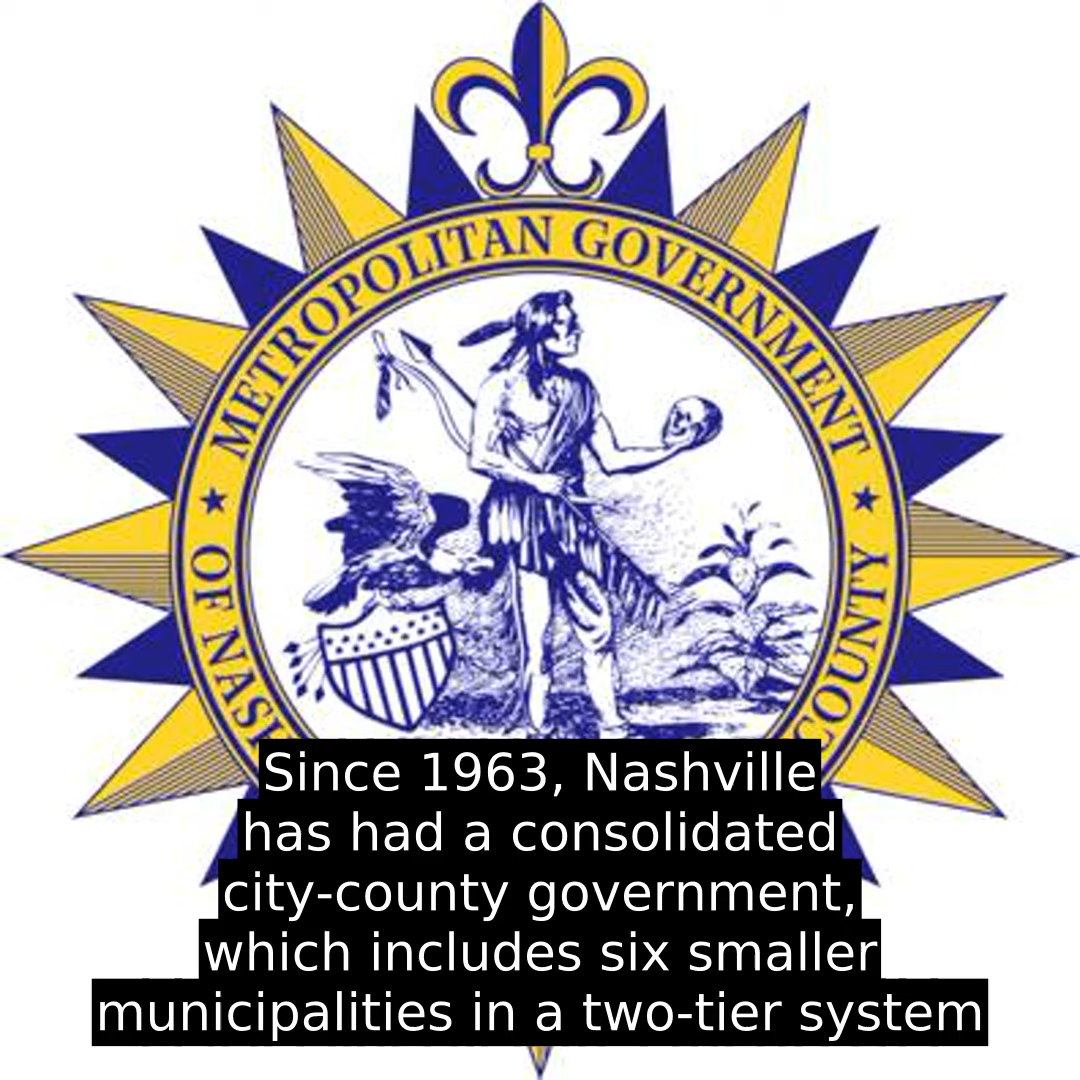 METROPOLITAN GOVERNMENT
OF NASH
COUNTY
Since 1963, Nashville
has had a consolidated
city-county government,
which includes six smaller
municipalities in a two-tier system